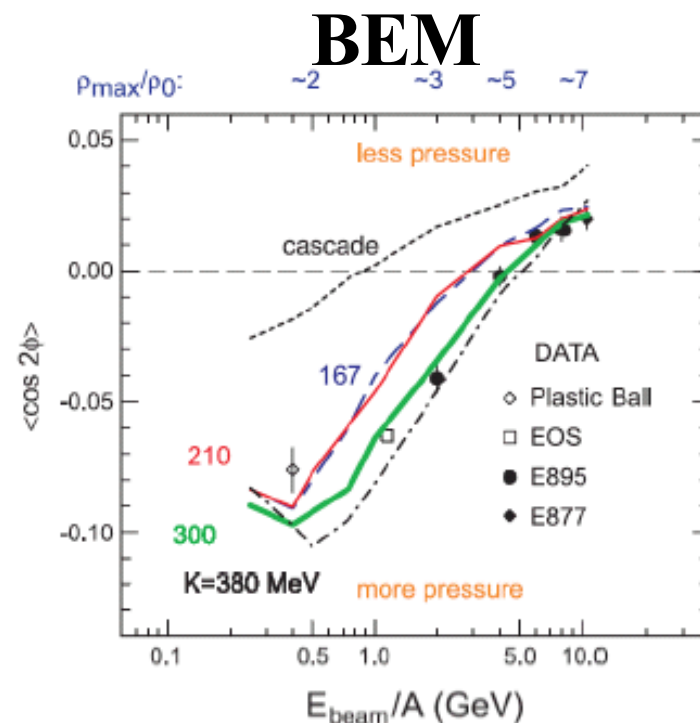 BEM
ρmax/ρ0: ~2 ~3 ~5 ~7
0.05
less pressure
cascade
0.00
DATA
167
Plastic Ball
-0.05
EOS
<cos 2ϕ>
210
E895
E877
-0.10
300
K=380 MeV
more pressure
0.1 0.5 1.0 5.0 10.0
Ebeam/A (GeV)